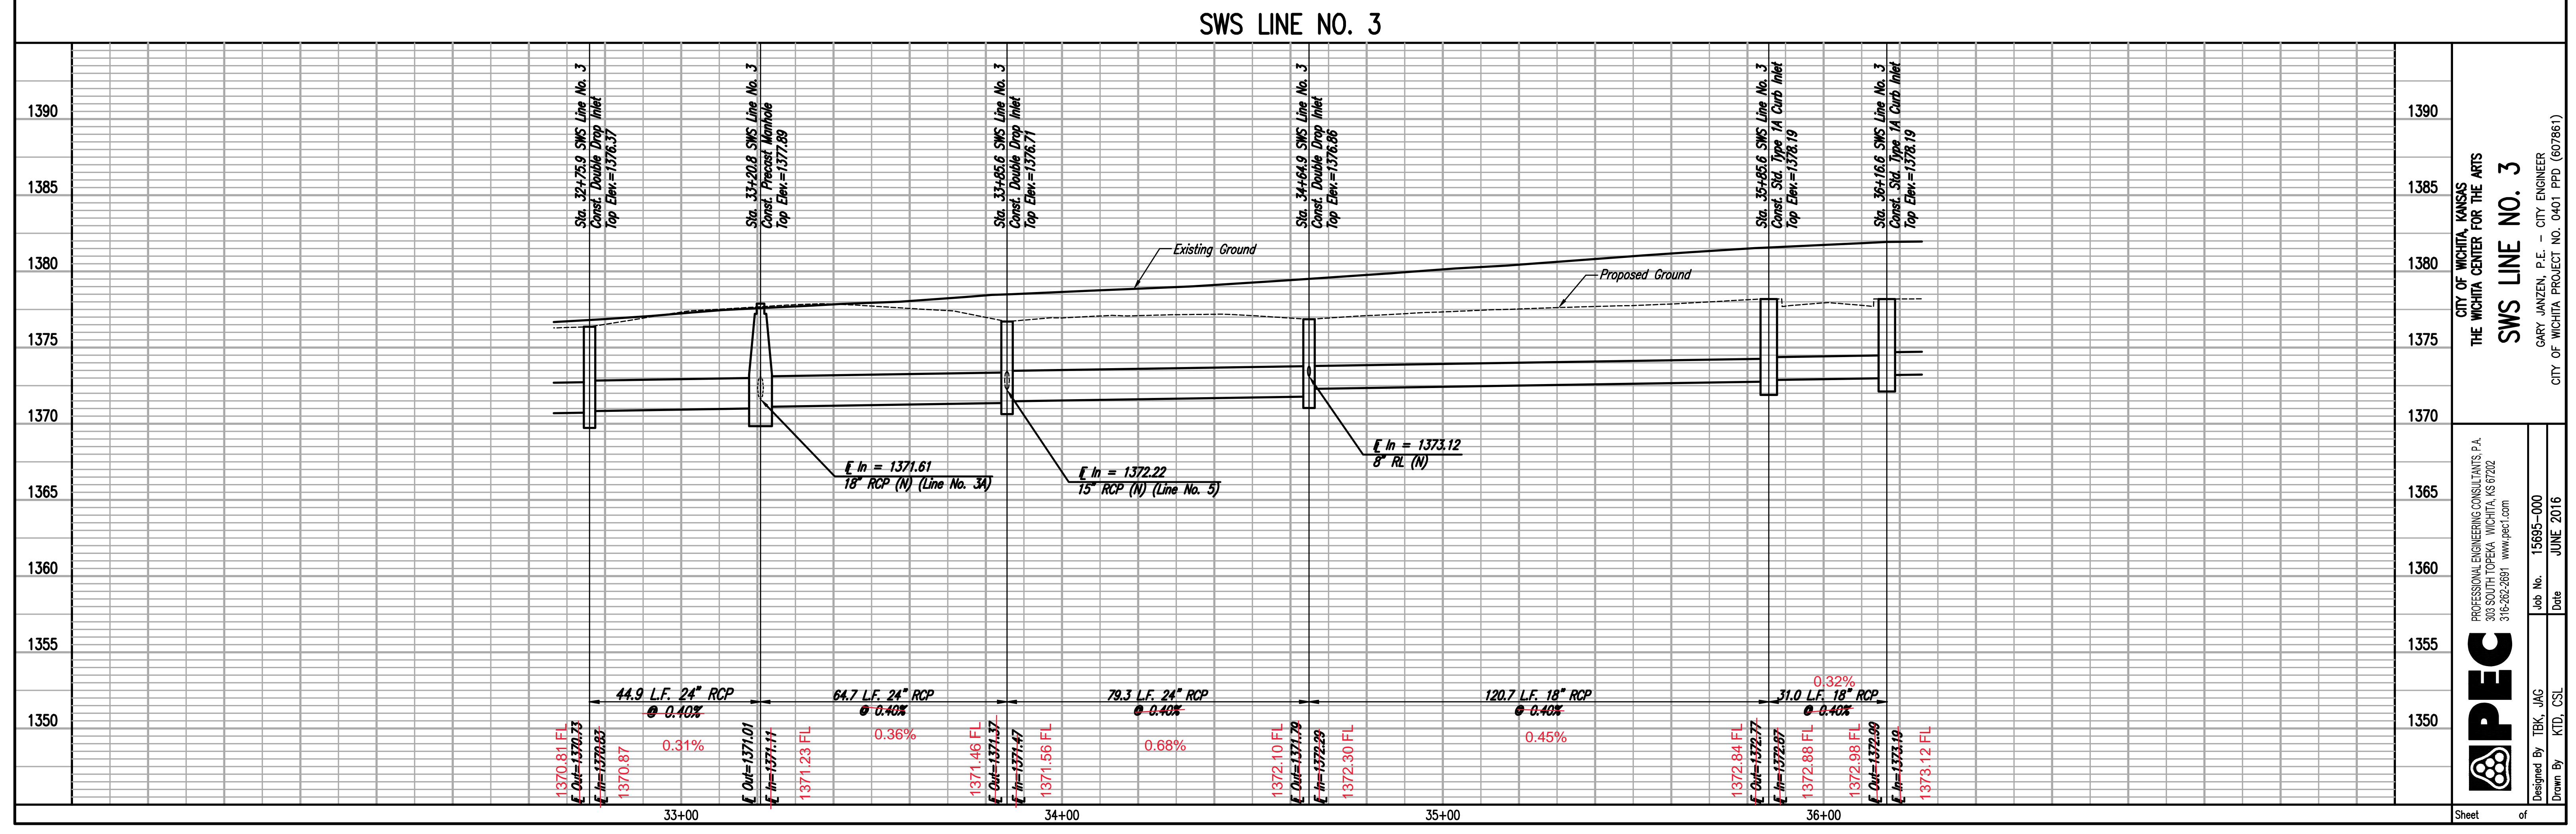 SWS LINE NO. 3
1390
1385
1380
1375
1370
1365
1360
1355
1350
Sta. 32+75.9 SWS Line No. 3
Const. Double Drop Inlet
Top Elev.=1376.37
Sta. 33+20.8 SWS Line No. 3
Const. Precast Manhole
Top Elev.=1377.89
Sta. 33+85.6 SWS Line No. 3
Const. Double Drop Inlet
Top Elev.=1376.71
Sta. 34+64.9 SWS Line No. 3
Const. Double Drop Inlet
Top Elev.=1376.86
Sta. 35+85.6 SWS Line No. 3
Const. Std. Type 1A Curb Inlet
Top Elev.=1378.19
Sta. 36+16.6 SWS Line No. 3
Const. Std. Type 1A Curb Inlet
Top Elev.=1378.19
Existing Ground
Proposed Ground
℄ In = 1371.61
18" RCP (N) (Line No. 3A)
℄ In = 1372.22
15" RCP (N) (Line No. 5)
℄ In = 1373.12
8" RL (N)
44.9 L.F. 24" RCP
@ 0.40%
0.31%
64.7 L.F. 24" RCP
@ 0.40%
0.36%
79.3 L.F. 24" RCP
@ 0.40%
0.68%
120.7 L.F. 18" RCP
@ 0.40%
0.45%
0.32%
31.0 L.F. 18" RCP
@ 0.40%
1370.81 FL
℄ Out=1370.73
℄ In=1370.83
1370.87
℄ Out=1371.01
℄ In=1371.11
1371.23 FL
1371.46 FL
℄ Out=1371.37
℄ In=1371.47
1371.56 FL
1372.10 FL
℄ Out=1371.79
℄ In=1372.29
1372.30 FL
1372.84 FL
℄ Out=1372.77
℄ In=1372.87
1372.88 FL
1372.98 FL
℄ Out=1372.99
℄ In=1373.19
1373.12 FL
33+00
34+00
35+00
36+00
1390
1385
1380
1375
1370
1365
1360
1355
1350
CITY OF WICHITA, KANSAS
THE WICHITA CENTER FOR THE ARTS
SWS LINE NO. 3
GARY JANZEN, P.E. - CITY ENGINEER
CITY OF WICHITA PROJECT NO. 0401 PPD (607861)
PEC
PROFESSIONAL ENGINEERING CONSULTANTS, P.A.
303 SOUTH TOPEKA WICHITA, KS 67202
316-262-2691 www.pec1.com
Job No. 15695-000
Date JUNE 2016
Designed By TBK, JAG
Drawn By KTD, CSL
Sheet of